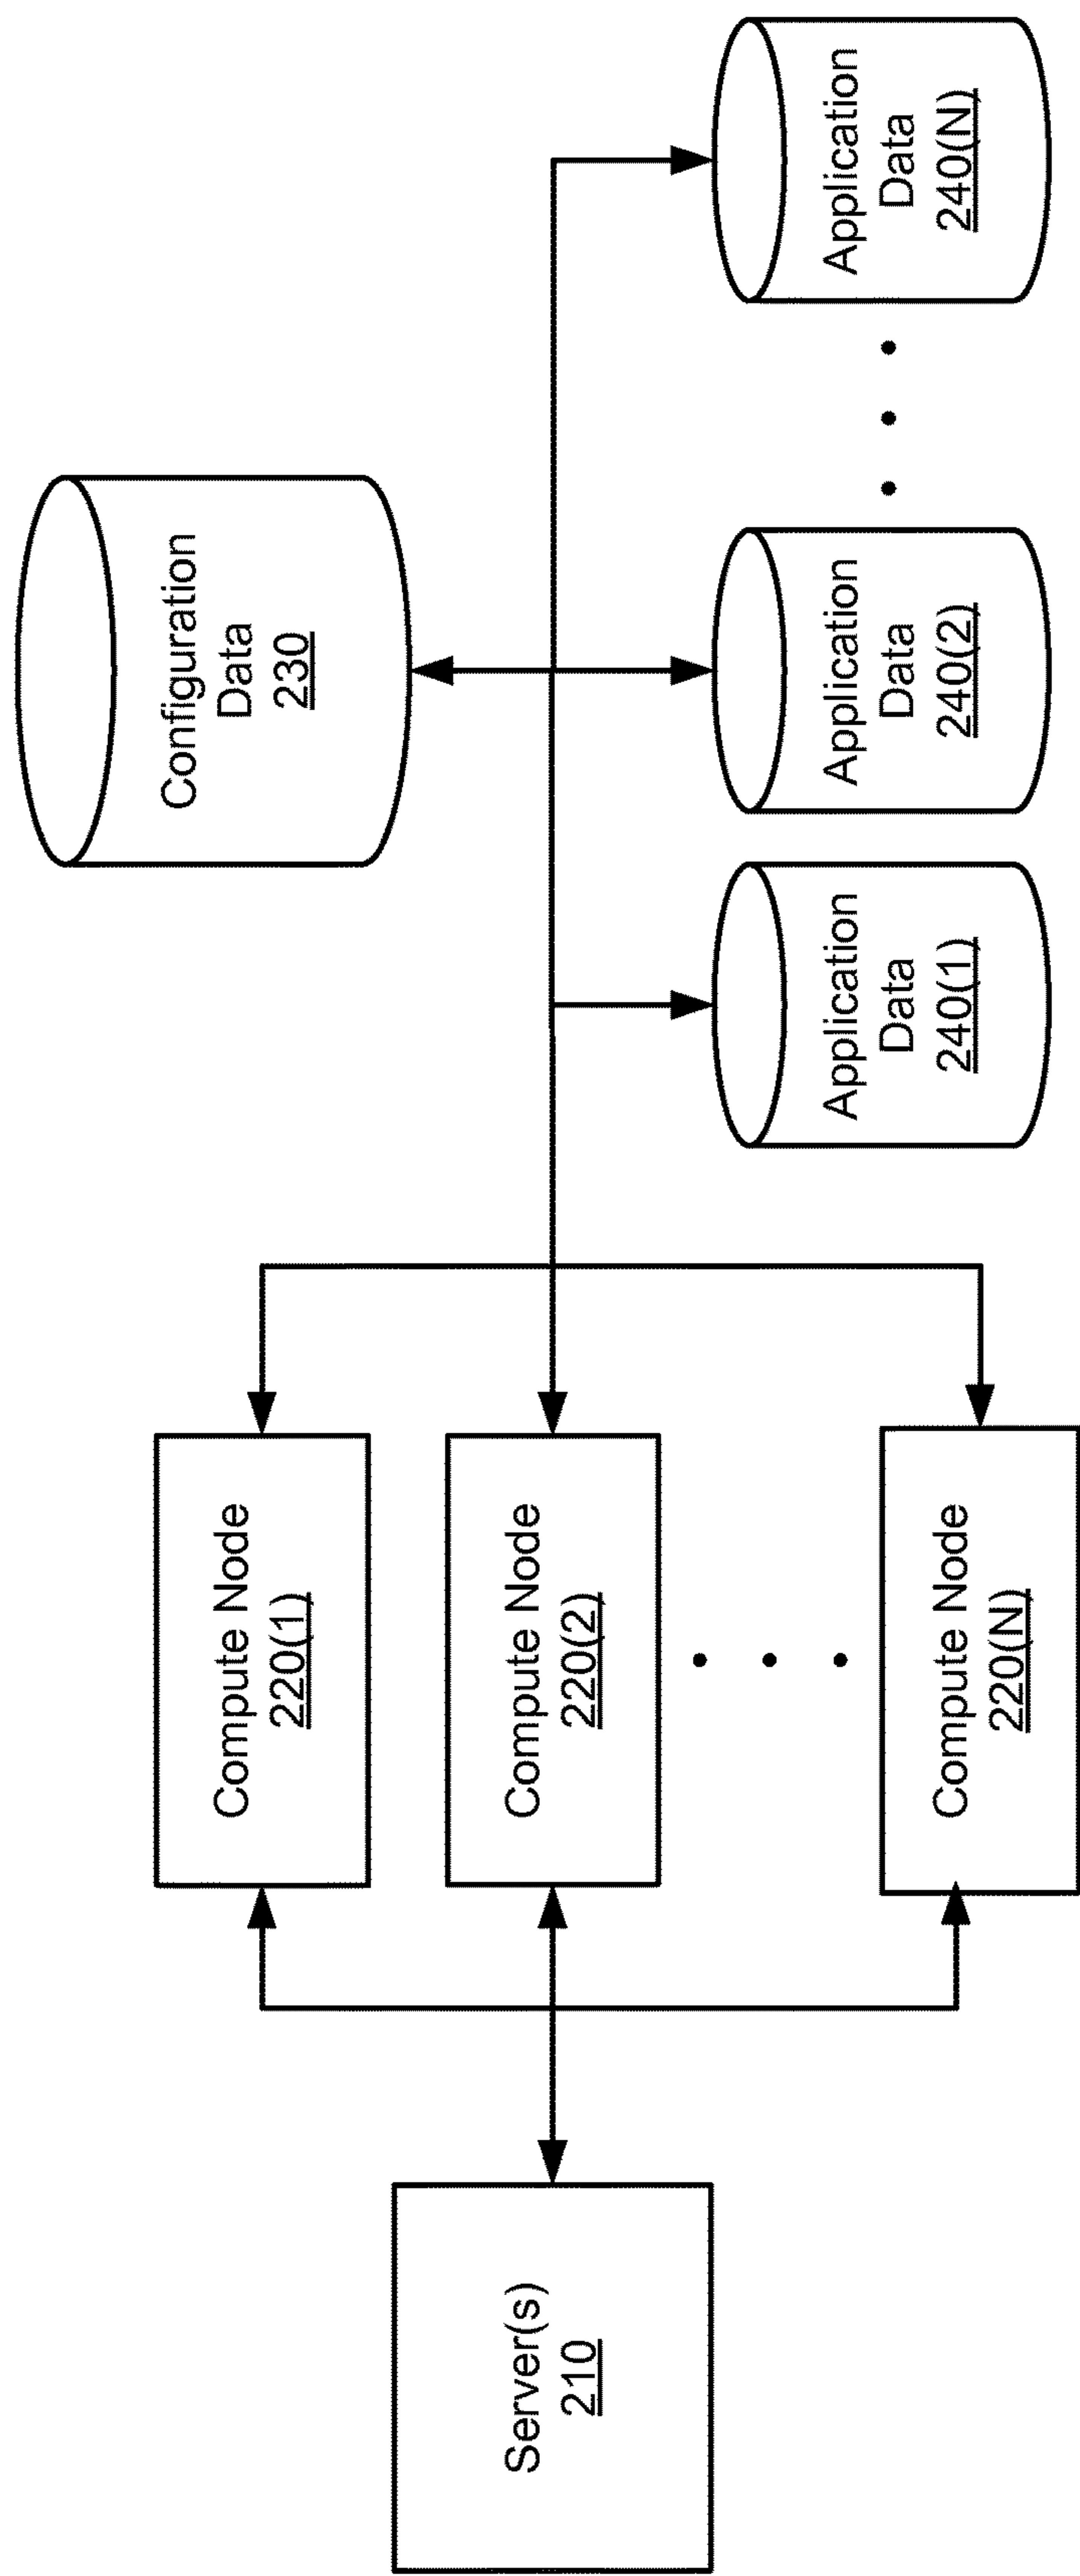 Server(s)
210
Compute Node
220(1)
Compute Node
220(2)
Compute Node
220(N)
Configuration
Data
230
Application
Data
240(1)
Application
Data
240(2)
Application
Data
240(N)